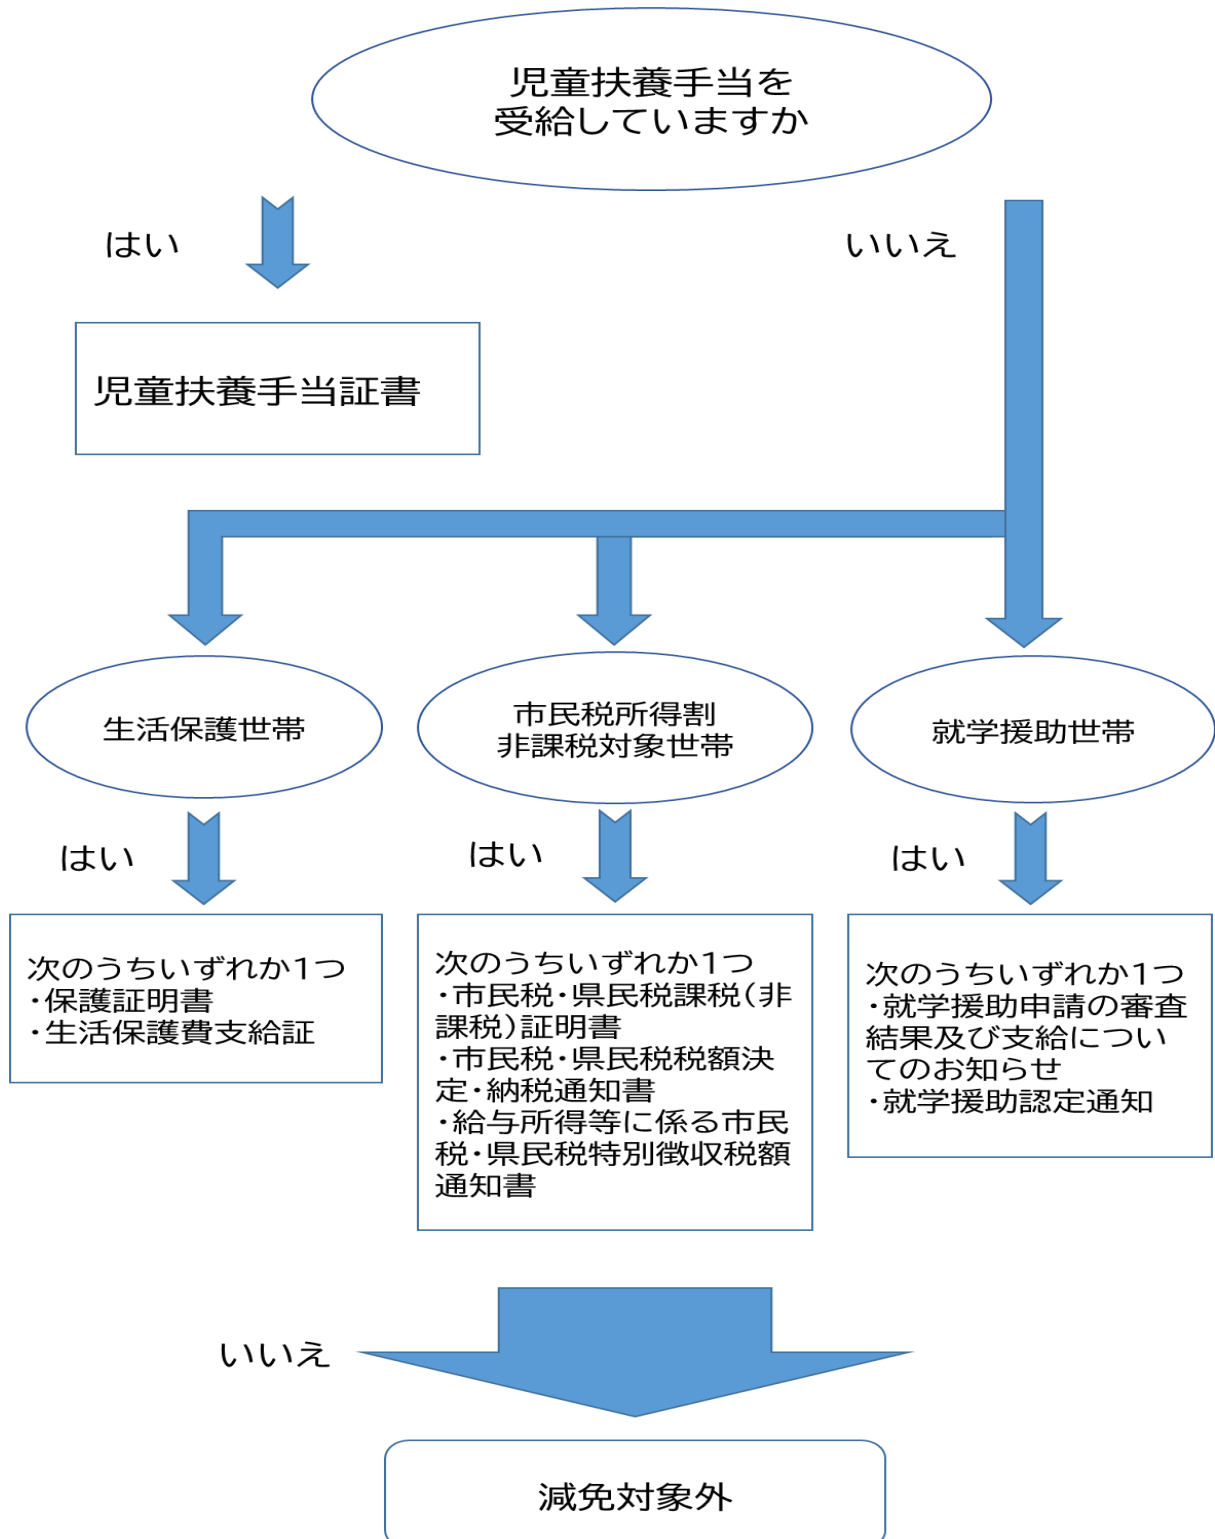 児童扶養手当を
受給していますか
はい
いいえ
児童扶養手当証書
生活保護世帯
市民税所得割
非課税対象世帯
就学援助世帯
はい
はい
はい
次のうちいずれか1つ
・保護証明書
・生活保護費支給証
次のうちいずれか1つ
・市民税・県民税課税(非
課税)証明書
・市民税・県民税税額決
定・納税通知書
・給与所得等に係る市民
税・県民税特別徴収税額
通知書
次のうちいずれか1つ
・就学援助申請の審査
結果及び支給につい
てのお知らせ
・就学援助認定通知
いいえ
減免対象外